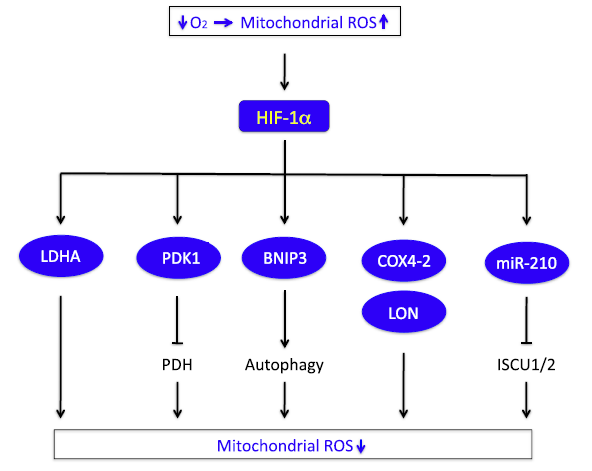 ↓O₂ → Mitochondrial ROS↑
HIF-1α
LDHA PDK1 BNIP3 COX4-2 miR-210
LON
PDH Autophagy ISCU1/2
Mitochondrial ROS↓